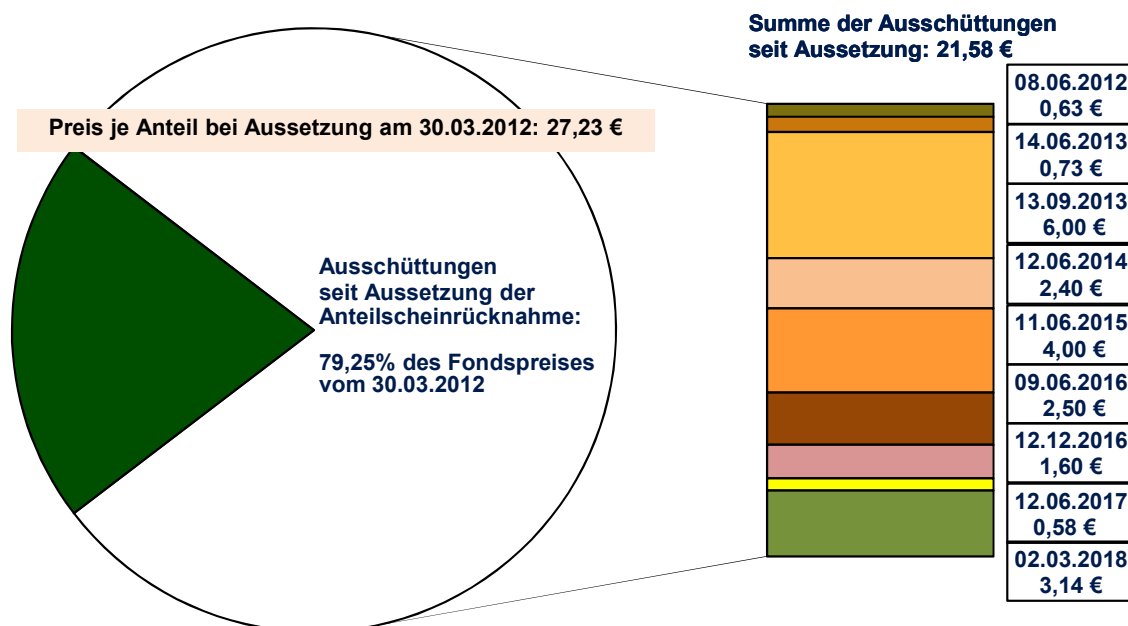 Summe der Ausschüttungen
seit Aussetzung: 21,58 €
Preis je Anteil bei Aussetzung am 30.03.2012: 27,23 €
Ausschüttungen
seit Aussetzung der
Anteilscheinrücknahme:
79,25% des Fondspreises
vom 30.03.2012
08.06.2012
0,63 €
14.06.2013
0,73 €
13.09.2013
6,00 €
12.06.2014
2,40 €
11.06.2015
4,00 €
09.06.2016
2,50 €
12.12.2016
1,60 €
12.06.2017
0,58 €
02.03.2018
3,14 €